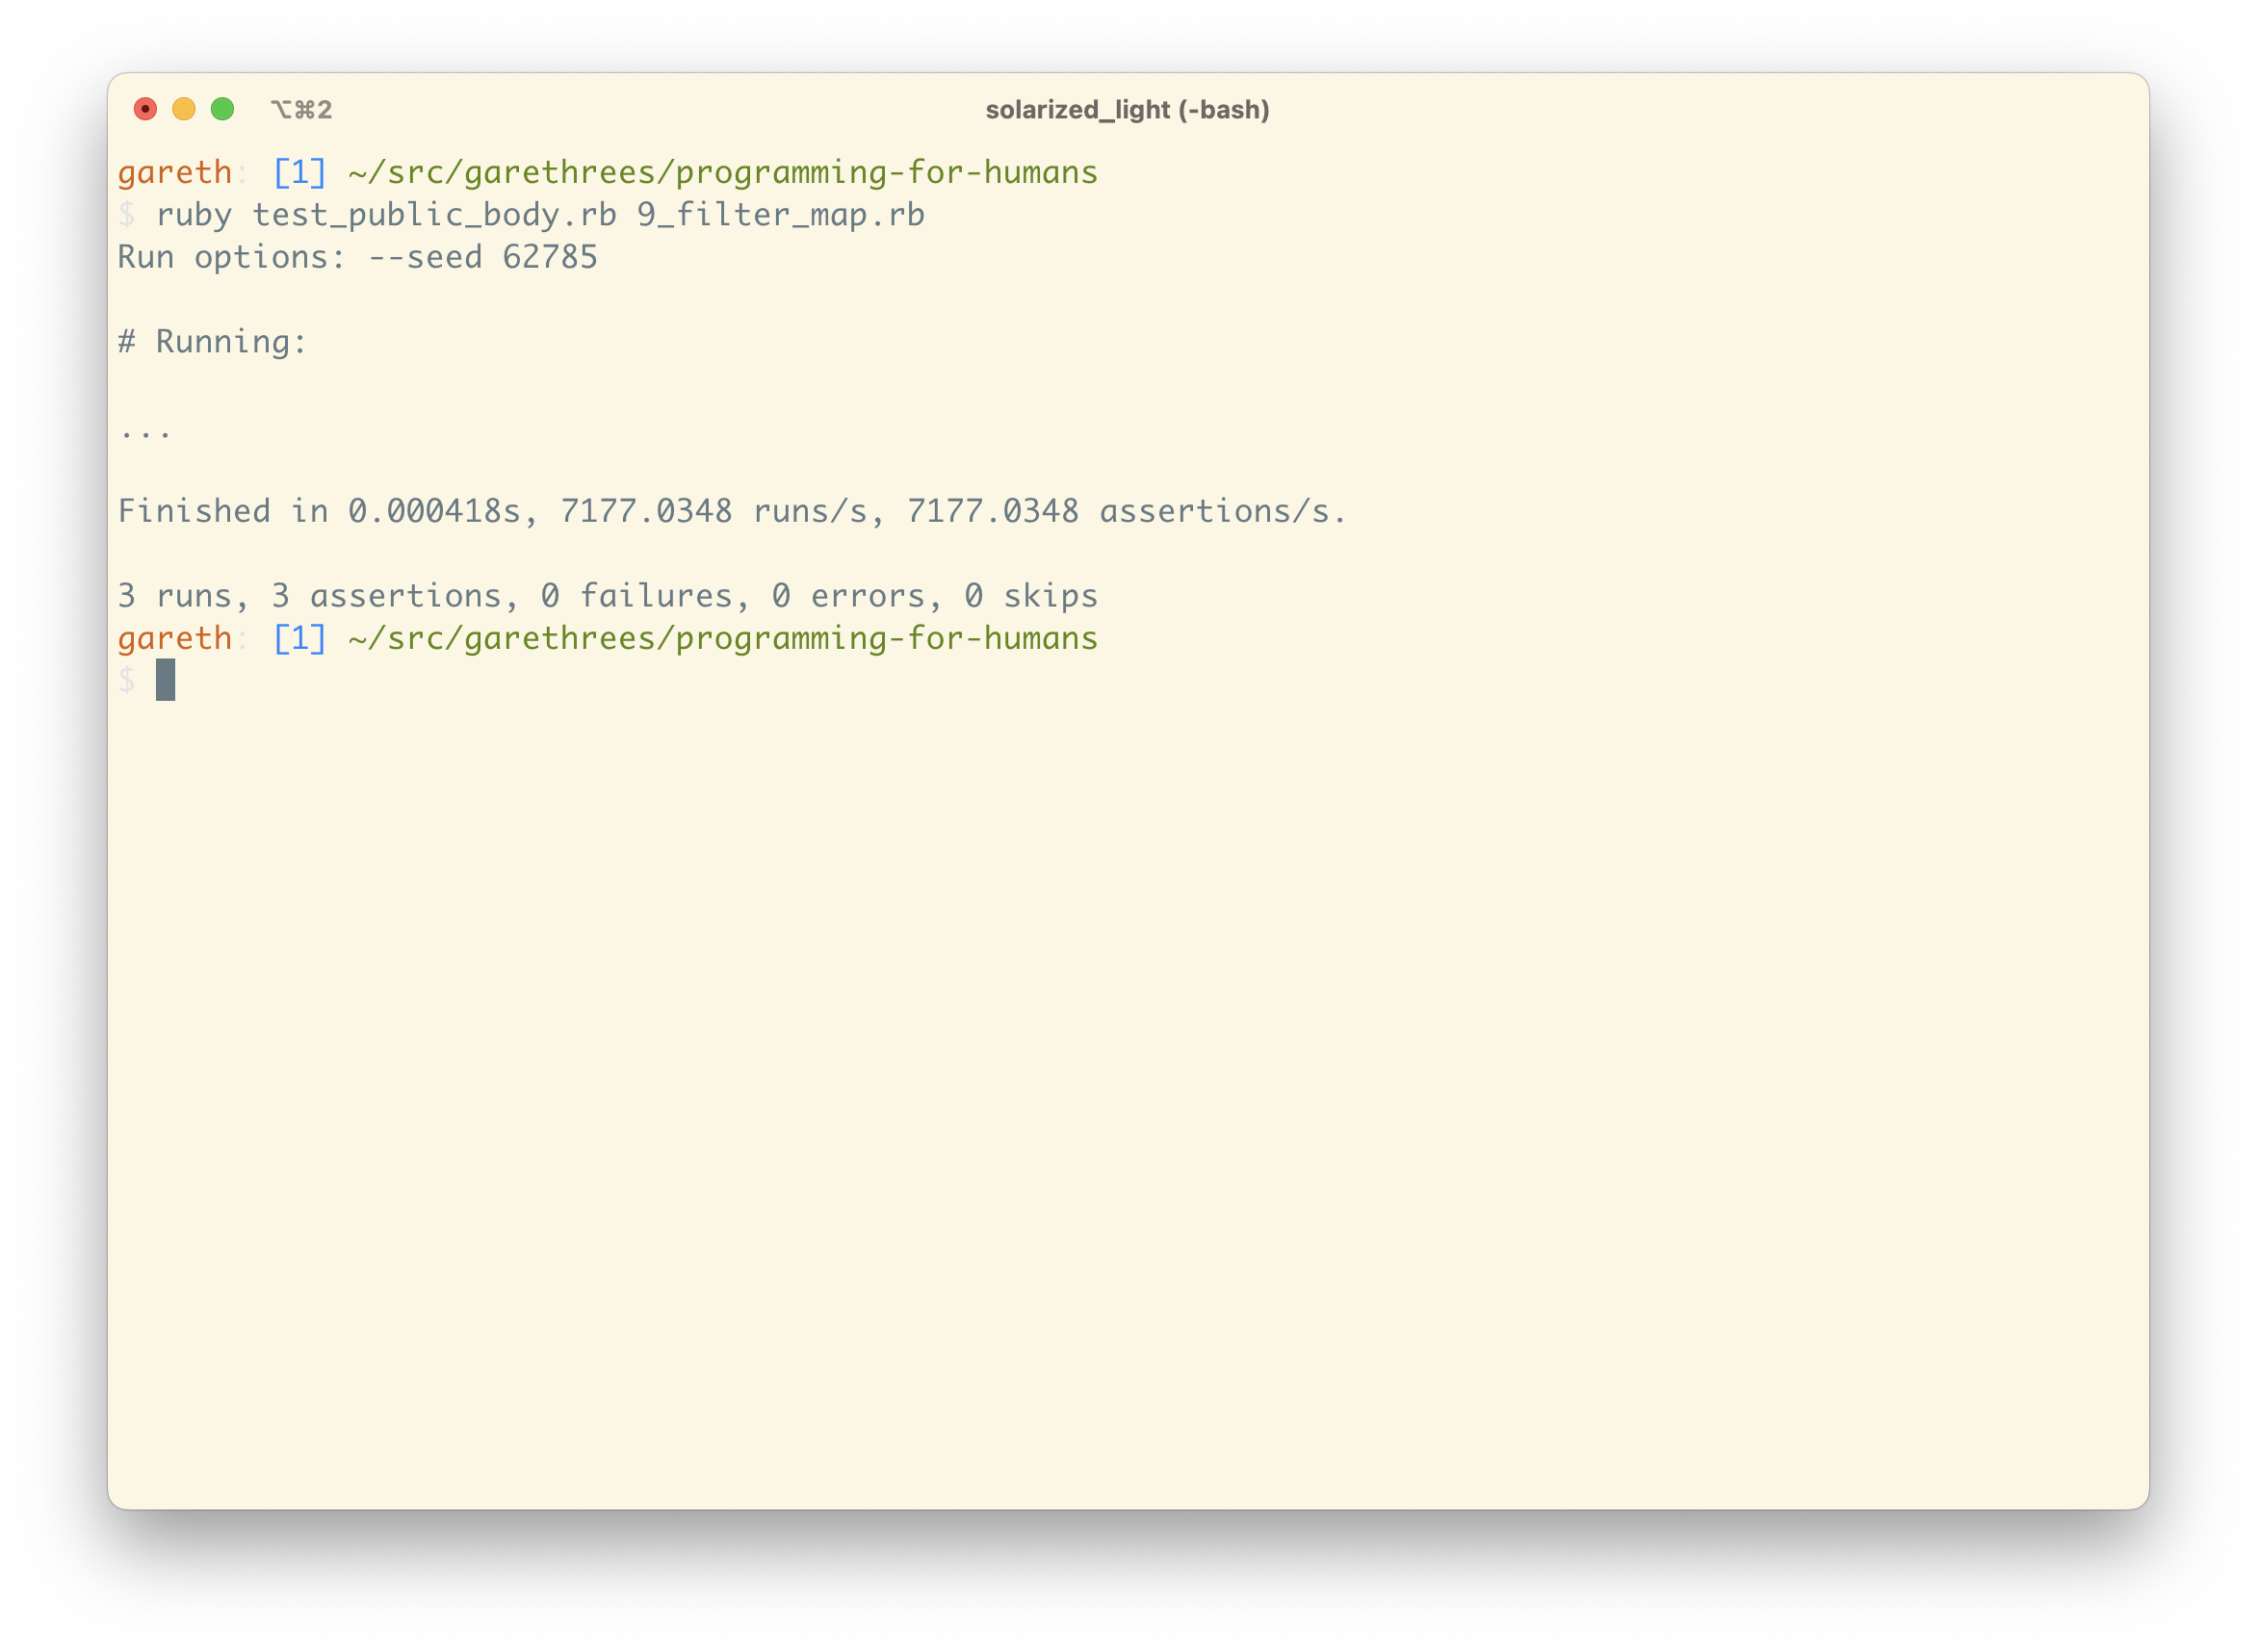 ⌥⌘2 solarized_light (-bash)
gareth: [1] ~/src/garethrees/programming-for-humans
$ ruby test_public_body.rb 9_filter_map.rb
Run options: --seed 62785
# Running:
...
Finished in 0.000418s, 7177.0348 runs/s, 7177.0348 assertions/s.
3 runs, 3 assertions, 0 failures, 0 errors, 0 skips
gareth: [1] ~/src/garethrees/programming-for-humans
$